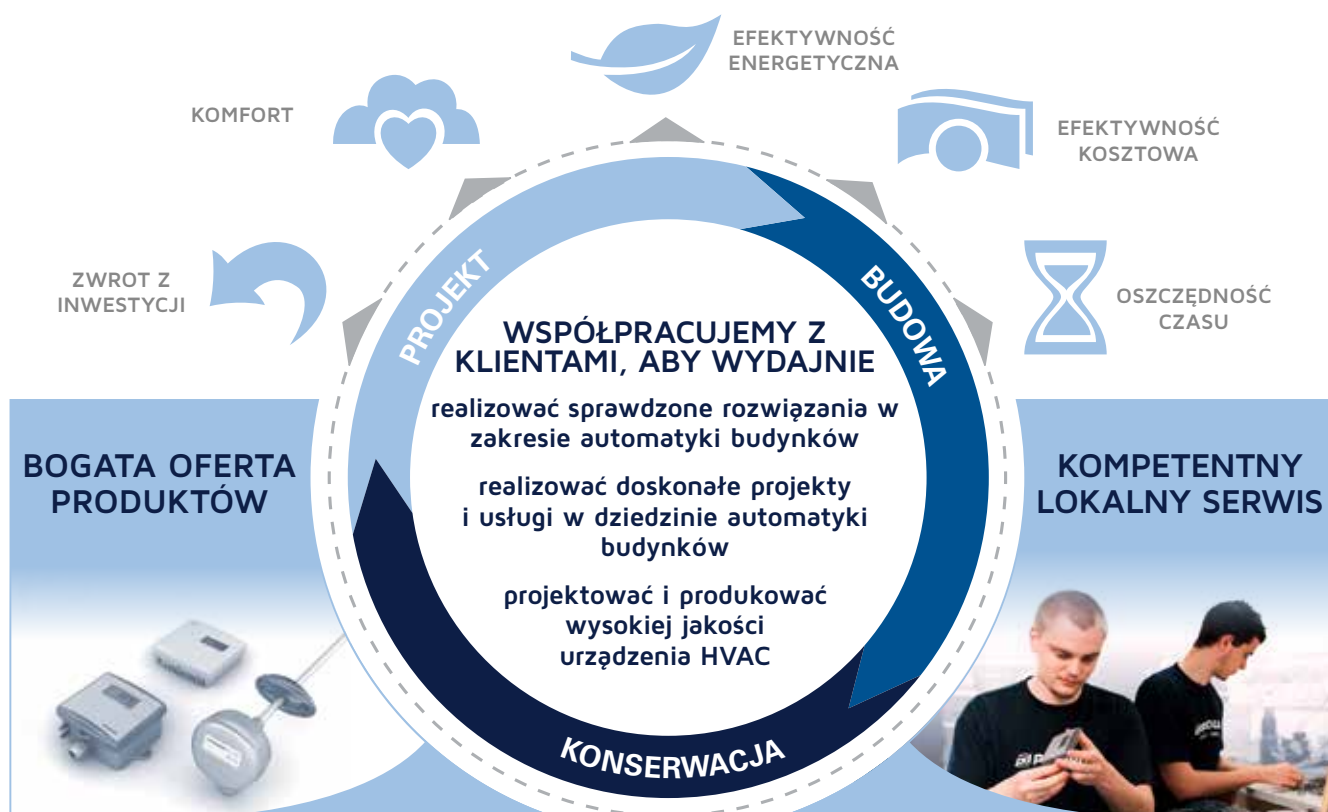 EFEKTYWNOŚĆ
ENERGETYCZNA
KOMFORT
EFEKTYWNOŚĆ
KOSZTOWA
ZWROT Z
INWESTYCJI
OSZCZĘDNOŚĆ
CZASU
PROJEKT
BUDOWA
KONSERWACJA
WSPÓŁPRACUJEMY Z
KLIENTAMI, ABY WYDAJNIE
realizować sprawdzone rozwiązania w
zakresie automatyki budynków
realizować doskonałe projekty
i usługi w dziedzinie automatyki
budynków
projektować i produkować
wysokiej jakości
urządzenia HVAC
BOGATA OFERTA
PRODUKTÓW
KOMPETENTNY
LOKALNY SERWIS